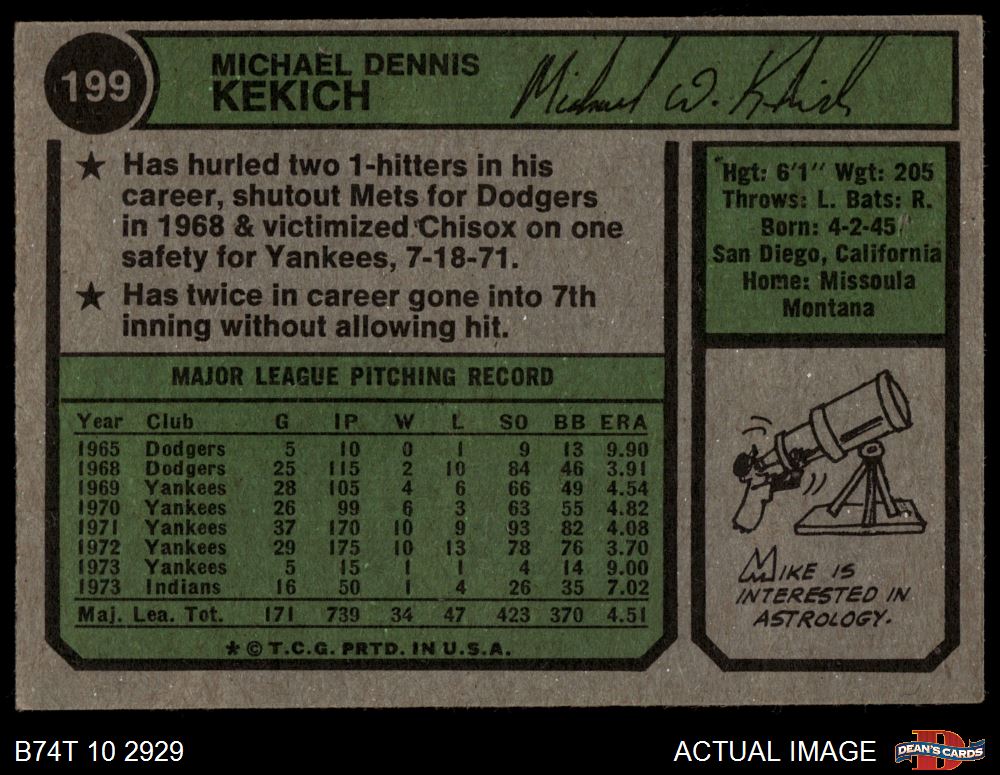 199
MICHAEL DENNIS
KEKICH
Michael D. Kekich
★ Has hurled two 1-hitters in his
career, shutout Mets for Dodgers
in 1968 & victimized Chisox on one
safety for Yankees, 7-18-71.
★ Has twice in career gone into 7th
inning without allowing hit.
Hgt: 6'1'' Wgt: 205
Throws: L. Bats: R.
Born: 4-2-45
San Diego, California
Home: Missoula
Montana
MAJOR LEAGUE PITCHING RECORD
Year Club G IP W L SO BB ERA
1965 Dodgers 5 10 0 1 9 13 9.90
1968 Dodgers 25 115 2 10 84 46 3.91
1969 Yankees 28 105 4 6 66 49 4.54
1970 Yankees 26 99 6 3 63 55 4.82
1971 Yankees 37 170 10 9 93 82 4.08
1972 Yankees 29 175 10 13 78 76 3.70
1973 Yankees 5 15 1 1 4 14 9.00
1973 Indians 16 50 1 4 26 35 7.02
Maj. Lea. Tot. 171 739 34 47 423 370 4.51
* © T.C.G. PRTD. IN U.S.A.
MIKE IS
INTERESTED IN
ASTROLOGY.
B74T 10 2929
ACTUAL IMAGE
D
DEAN'S CARDS